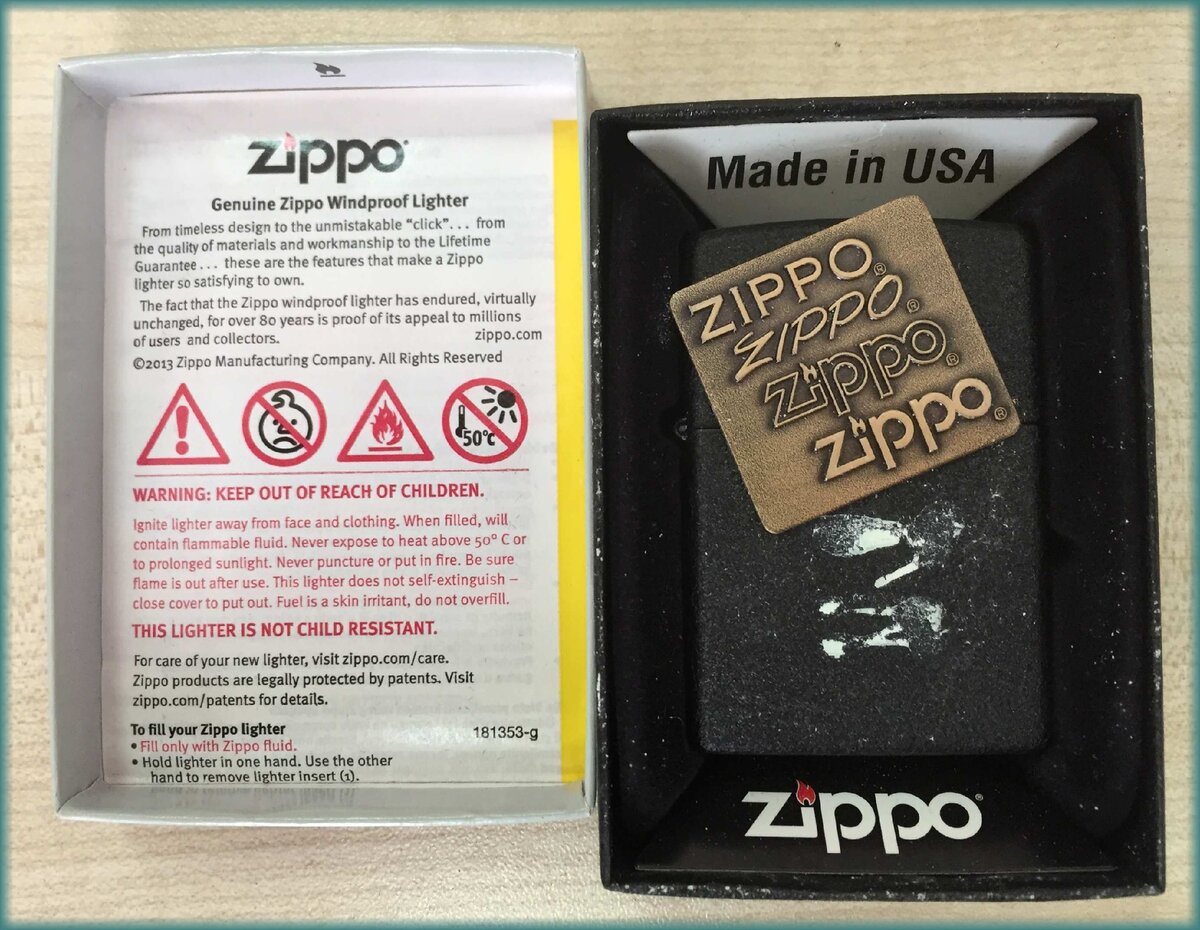 zippo®
Genuine Zippo Windproof Lighter
From timeless design to the unmistakable “click”. . . from
the quality of materials and workmanship to the Lifetime
Guarantee . . . these are the features that make a Zippo
lighter so satisfying to own.
The fact that the Zippo windproof lighter has endured, virtually
unchanged, for over 80 years is proof of its appeal to millions
of users and collectors. zippo.com
©2013 Zippo Manufacturing Company. All Rights Reserved
50°C
WARNING: KEEP OUT OF REACH OF CHILDREN.
Ignite lighter away from face and clothing. When filled, will
contain flammable fluid. Never expose to heat above 50° C or
to prolonged sunlight. Never puncture or put in fire. Be sure
flame is out after use. This lighter does not self-extinguish –
close cover to put out. Fuel is a skin irritant, do not overfill.
THIS LIGHTER IS NOT CHILD RESISTANT.
For care of your new lighter, visit zippo.com/care.
Zippo products are legally protected by patents. Visit
zippo.com/patents for details.
To fill your Zippo lighter 181353-g
• Fill only with Zippo fluid.
• Hold lighter in one hand. Use the other
hand to remove lighter insert (1).
Made in USA
ZIPPO®
ZIPPO®
zippo®
zippo®
zippo®